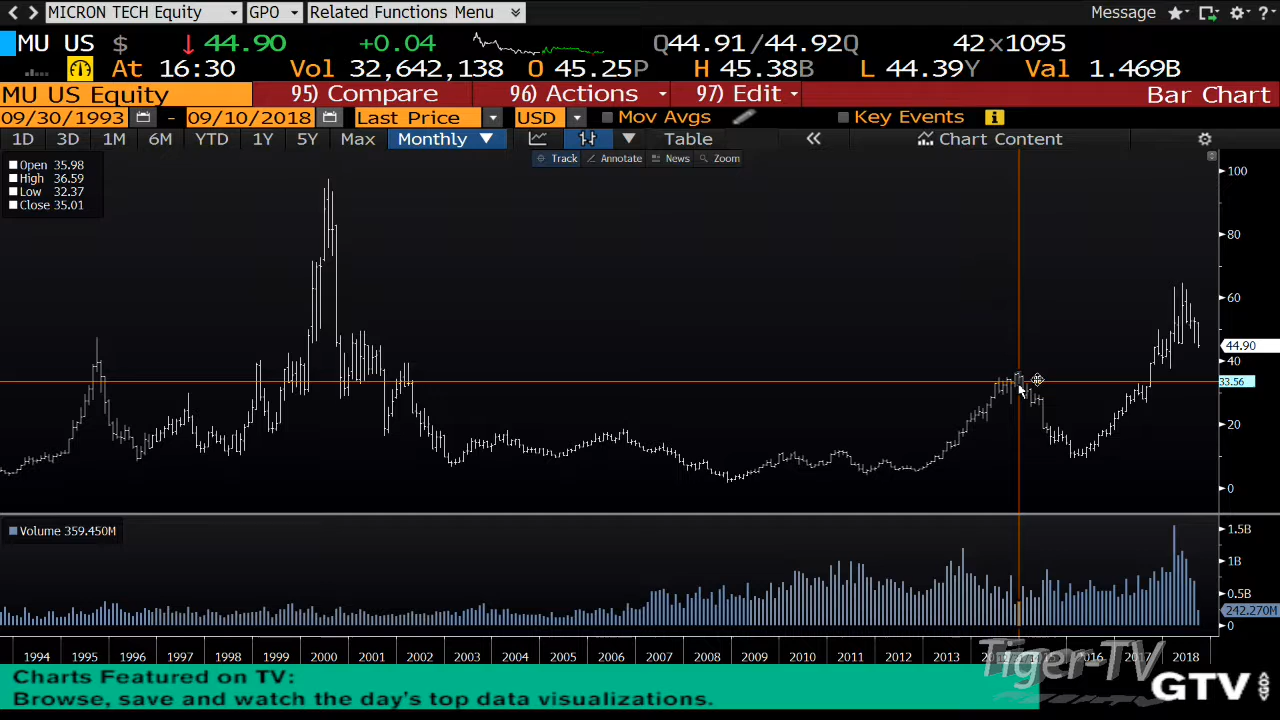 MICRON TECH Equity GPO Related Functions Menu Message
MU US $ ↓ 44.90 +0.04 Q44.91/44.92Q 42x1095
At 16:30 Vol 32,642,138 O 45.25P H 45.38B L 44.39Y Val 1.469B
MU US Equity 95) Compare 96) Actions 97) Edit Bar Chart
09/30/1993 - 09/10/2018 Last Price USD Mov Avgs Key Events
1D 3D 1M 6M YTD 1Y 5Y Max Monthly ▼ Table « Chart Content
Track Annotate News Zoom
Open 35.98
High 36.59
Low 32.37
Close 35.01
100
80
60
44.90
40
33.56
20
0
Volume 359.450M
1.5B
1B
0.5B
242.270M
0
1994 1995 1996 1997 1998 1999 2000 2001 2002 2003 2004 2005 2006 2007 2008 2009 2010 2011 2012 2013 2016 2017 2018
Tiger-TV
Charts Featured on TV:
Browse, save and watch the day's top data visualizations.
GTV